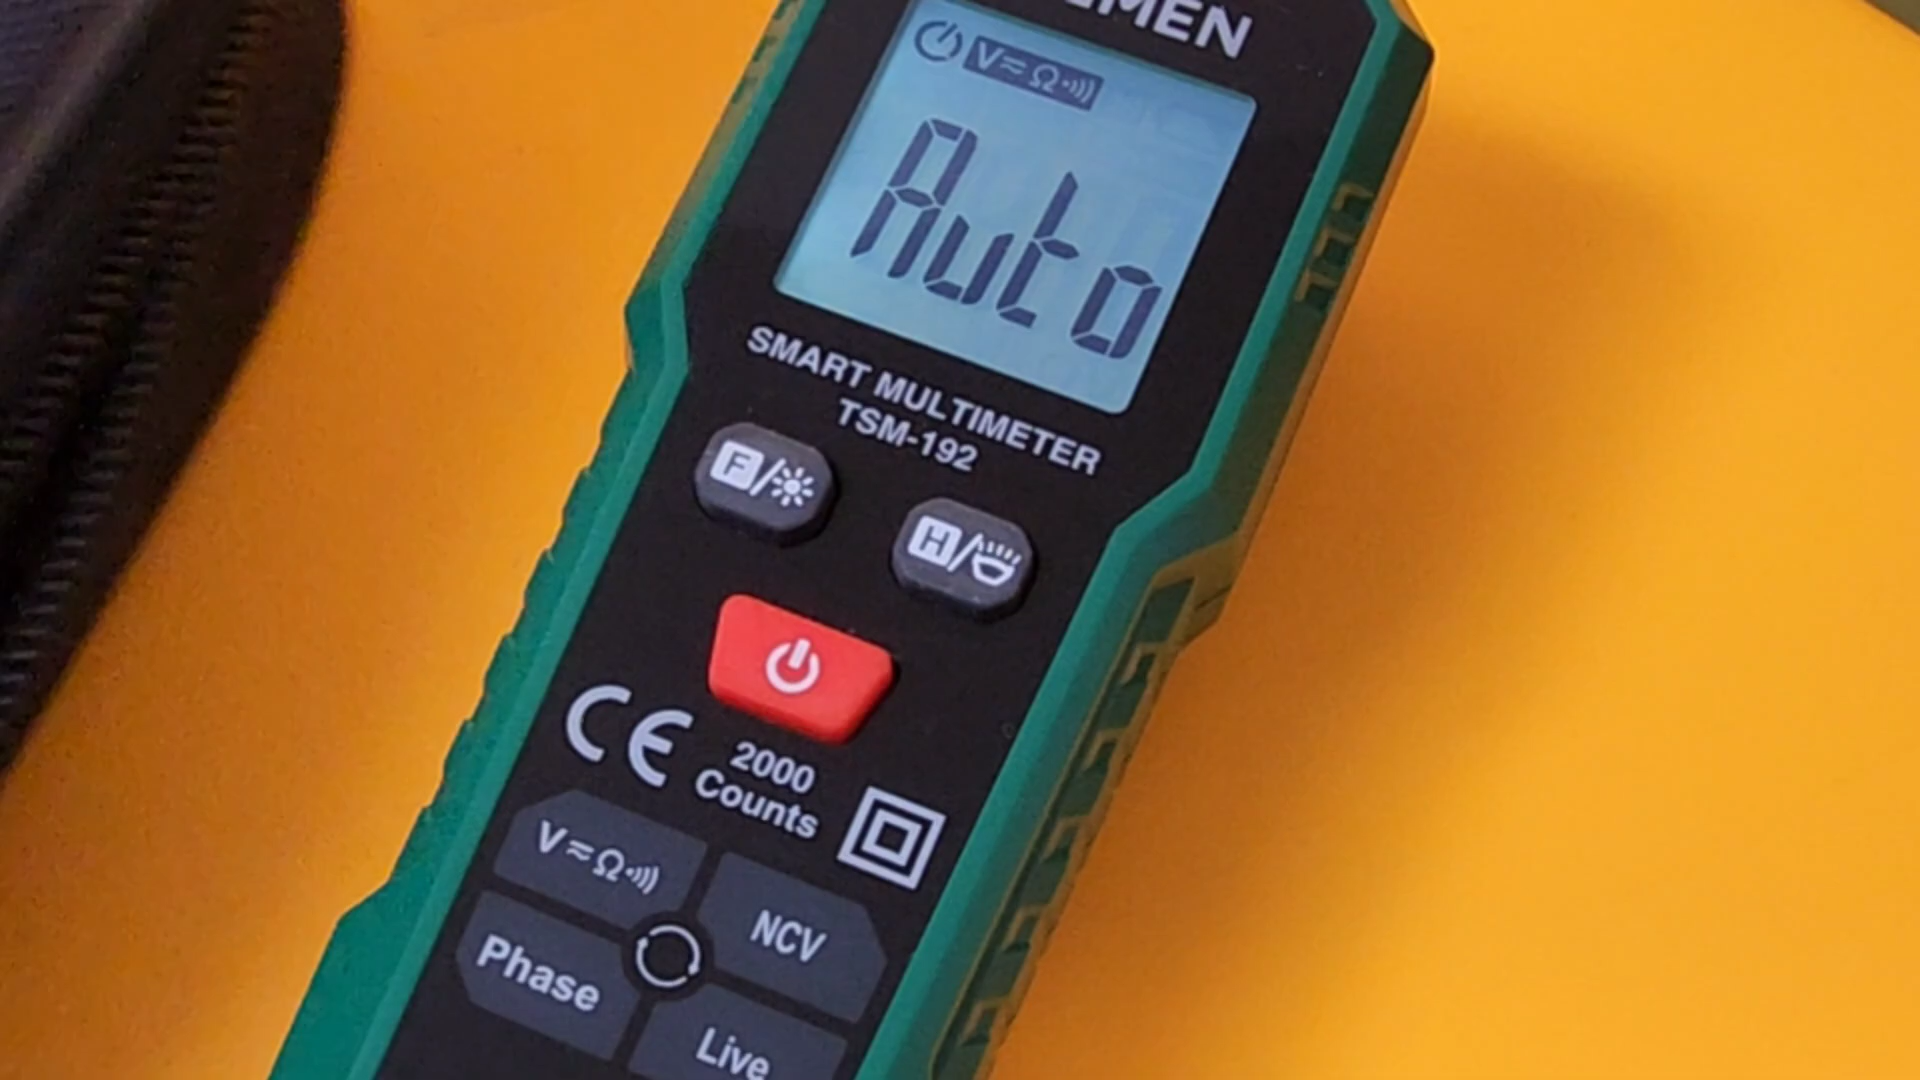 V Ω
Auto
SMART MULTIMETER
TSM-192
F/
H/
CE
2000
Counts
V Ω
NCV
Phase
Live